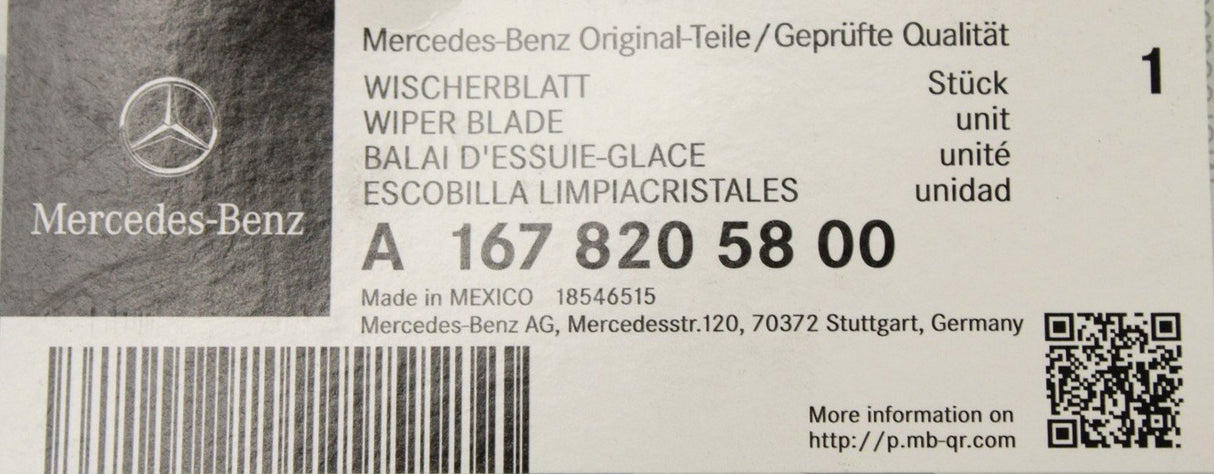 Mercedes-Benz
Mercedes-Benz Original-Teile/Geprüfte Qualität
WISCHERBLATT Stück 1
WIPER BLADE unit
BALAI D'ESSUIE-GLACE unité
ESCOBILLA LIMPIACRISTALES unidad
A 167 820 58 00
Made in MEXICO 18546515
Mercedes-Benz AG, Mercedesstr.120, 70372 Stuttgart, Germany
More information on
http://p.mb-qr.com